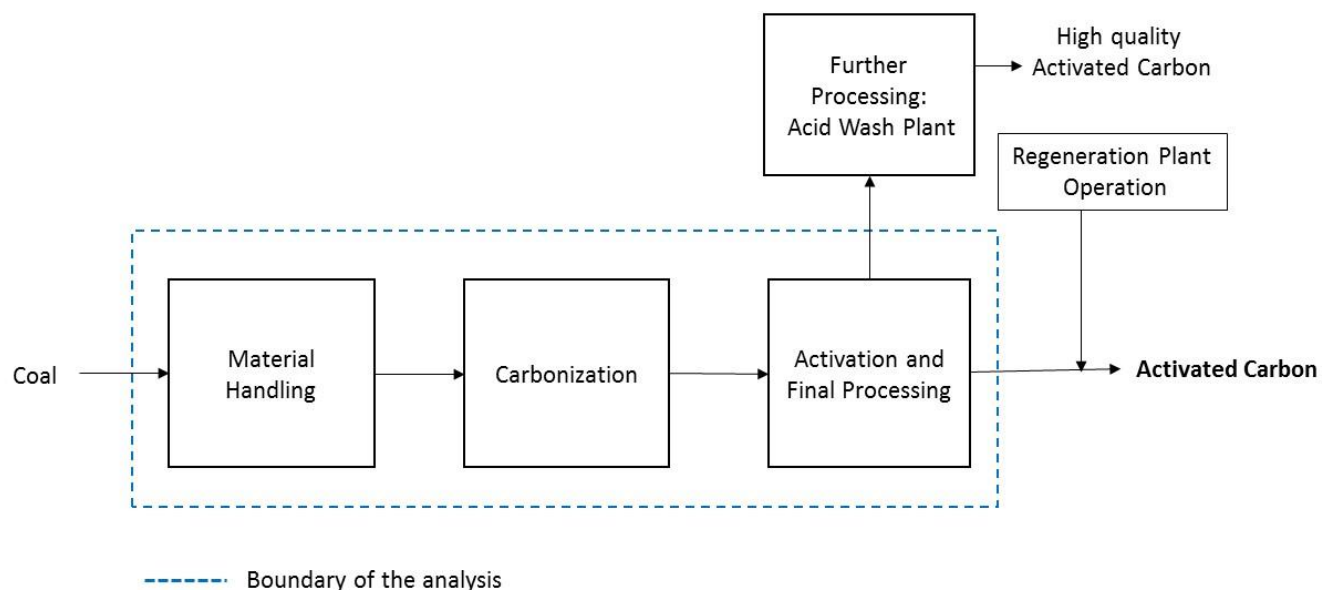 High quality
Activated Carbon
Further
Processing:
Acid Wash Plant
Regeneration Plant
Operation
Coal
Material
Handling
Carbonization
Activation and
Final Processing
Activated Carbon
Boundary of the analysis